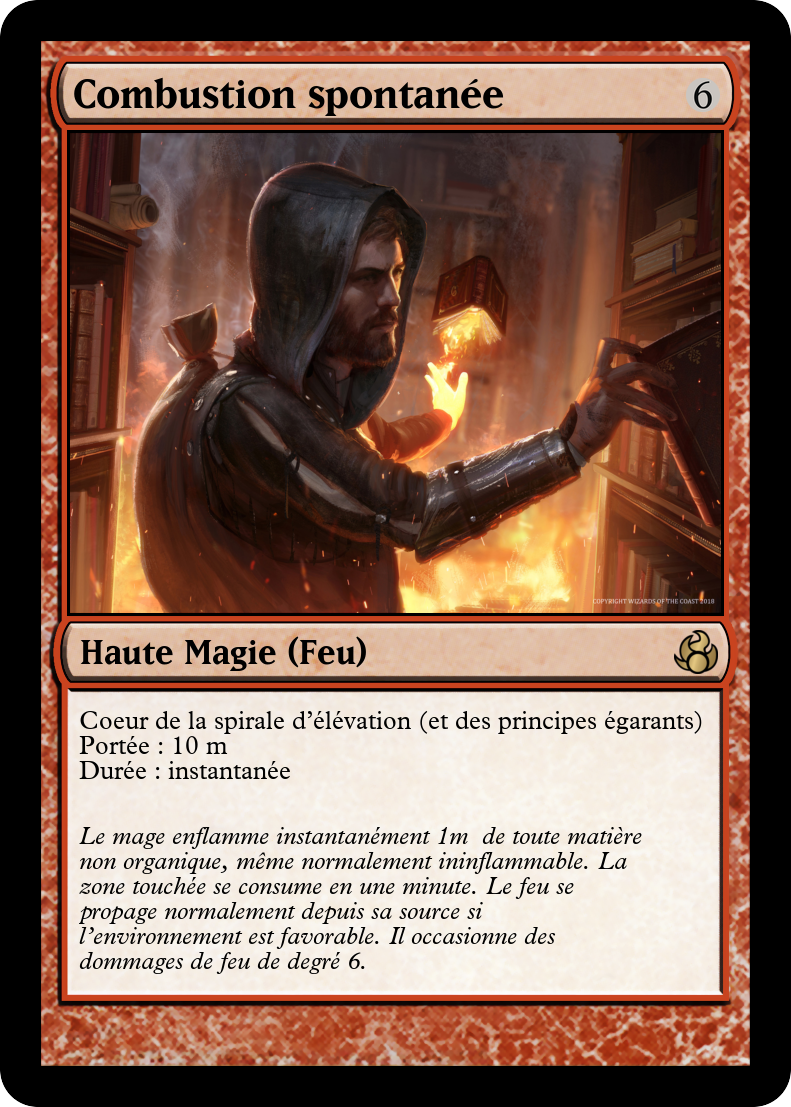 Combustion spontanée
6
COPYRIGHT WIZARDS OF THE COAST 2018
Haute Magie (Feu)
Coeur de la spirale d'élévation (et des principes égarants)
Portée : 10 m
Durée : instantanée
Le mage enflamme instantanément 1m de toute matière
non organique, même normalement ininflammable. La
zone touchée se consume en une minute. Le feu se
propage normalement depuis sa source si
l'environnement est favorable. Il occasionne des
dommages de feu de degré 6.